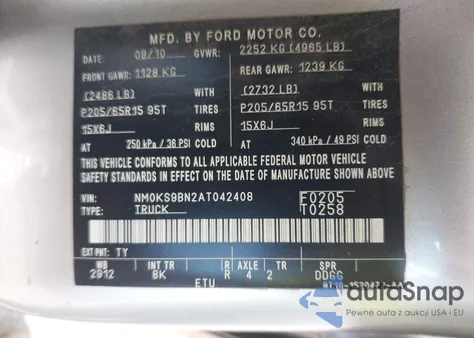 MFD. BY FORD MOTOR CO.
DATE: 08/10 GVWR: 2252 KG (4965 LB)
FRONT GAWR: 1128 KG REAR GAWR: 1239 KG
(2486 LB) WITH (2732 LB) WITH
P205/65R15 95T TIRES P205/65R15 95T TIRES
15X6J RIMS 15X6J RIMS
AT 250 kPa / 36 PSI COLD AT 340 kPa / 49 PSI COLD
THIS VEHICLE CONFORMS TO ALL APPLICABLE FEDERAL MOTOR VEHICLE
SAFETY STANDARDS IN EFFECT ON THE DATE OF MANUFACTURE SHOWN ABOVE.
VIN: NM0KS9BN2AT042408 F0205
TYPE: TRUCK T0258
EXT PNT: TY
WB INT TR R AXLE TR SPR
2912 8K R 4 2 DDGG
ETU
autaSnap
Pewne auta z aukcji USA - EU